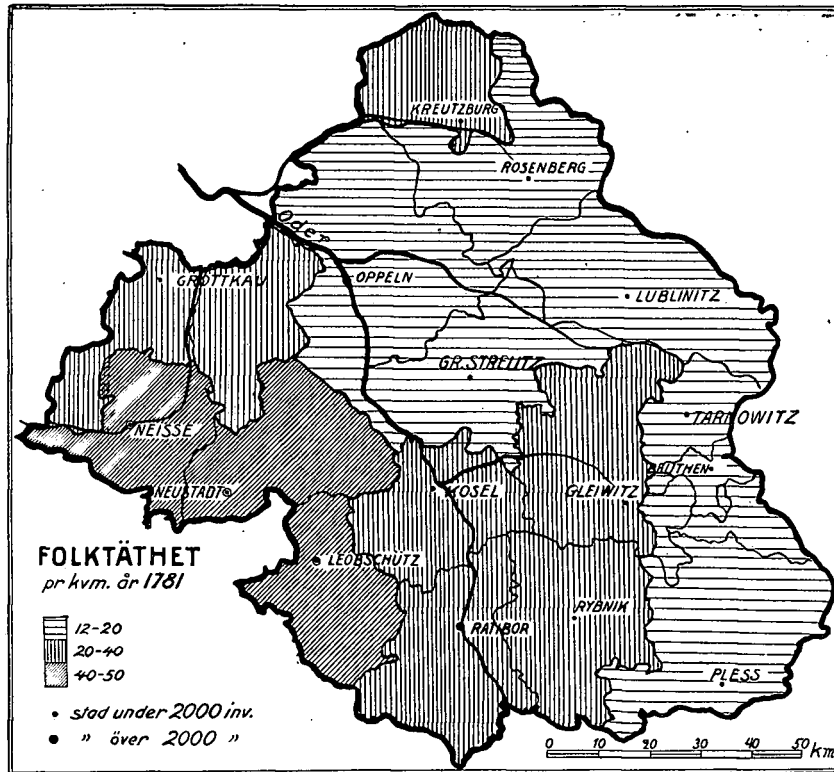 KREUTZBURG
ROSENBERG
Oder
GROTTKAU
OPPELN
LUBLINITZ
GR. STRELITZ
TARNOWITZ
NEISSE
BEUTHEN
NEUSTADT
KOSEL
GLEIWITZ
FOLKTÄTHET
pr kvm. år 1781
LEOBSCHÜTZ
RYBNIK
RATIBOR
12-20
20-40
40-50
PLESS
stad under 2000 inv.
" över 2000 "
0 10 20 30 40 50 km